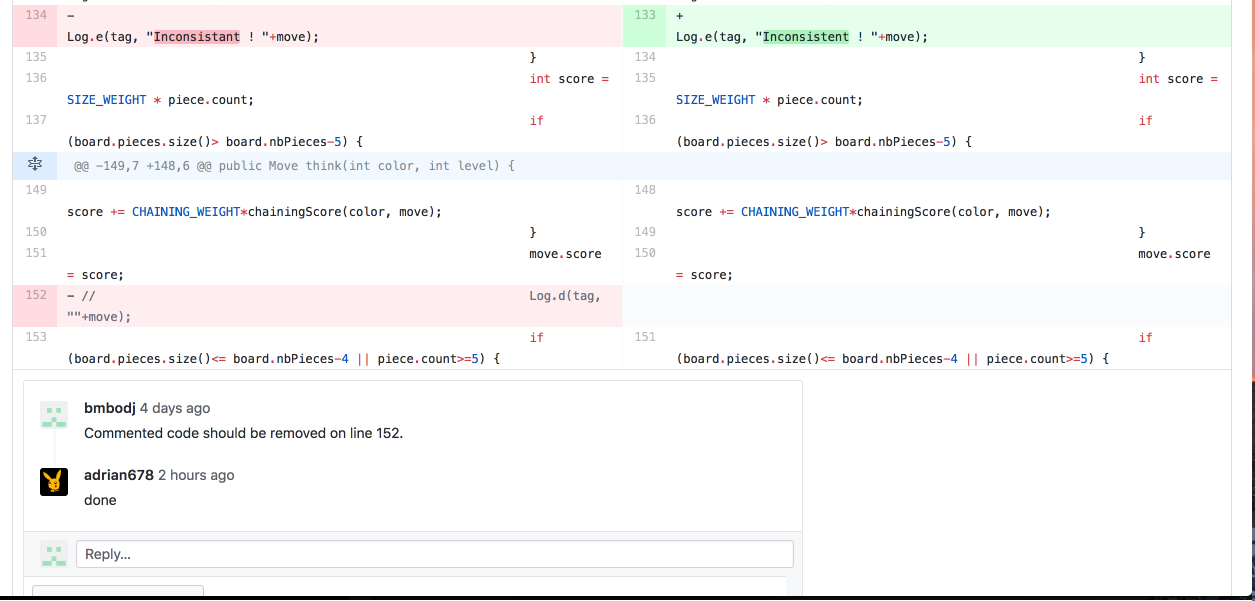 134 - 133 +
Log.e(tag, "Inconsistant ! "+move); Log.e(tag, "Inconsistent ! "+move);
135 } 134 }
136 int score = 135 int score =
SIZE_WEIGHT * piece.count; SIZE_WEIGHT * piece.count;
137 if 136 if
(board.pieces.size()> board.nbPieces-5) { (board.pieces.size()> board.nbPieces-5) {
@@ -149,7 +148,6 @@ public Move think(int color, int level) {
149 148
score += CHAINING_WEIGHT*chainingScore(color, move); score += CHAINING_WEIGHT*chainingScore(color, move);
150 } 149 }
151 move.score 150 move.score
= score; = score;
152 - // Log.d(tag,
""+move);
153 if 151 if
(board.pieces.size()<= board.nbPieces-4 || piece.count>=5) { (board.pieces.size()<= board.nbPieces-4 || piece.count>=5) {
bmbodj 4 days ago
Commented code should be removed on line 152.
adrian678 2 hours ago
done
Reply...